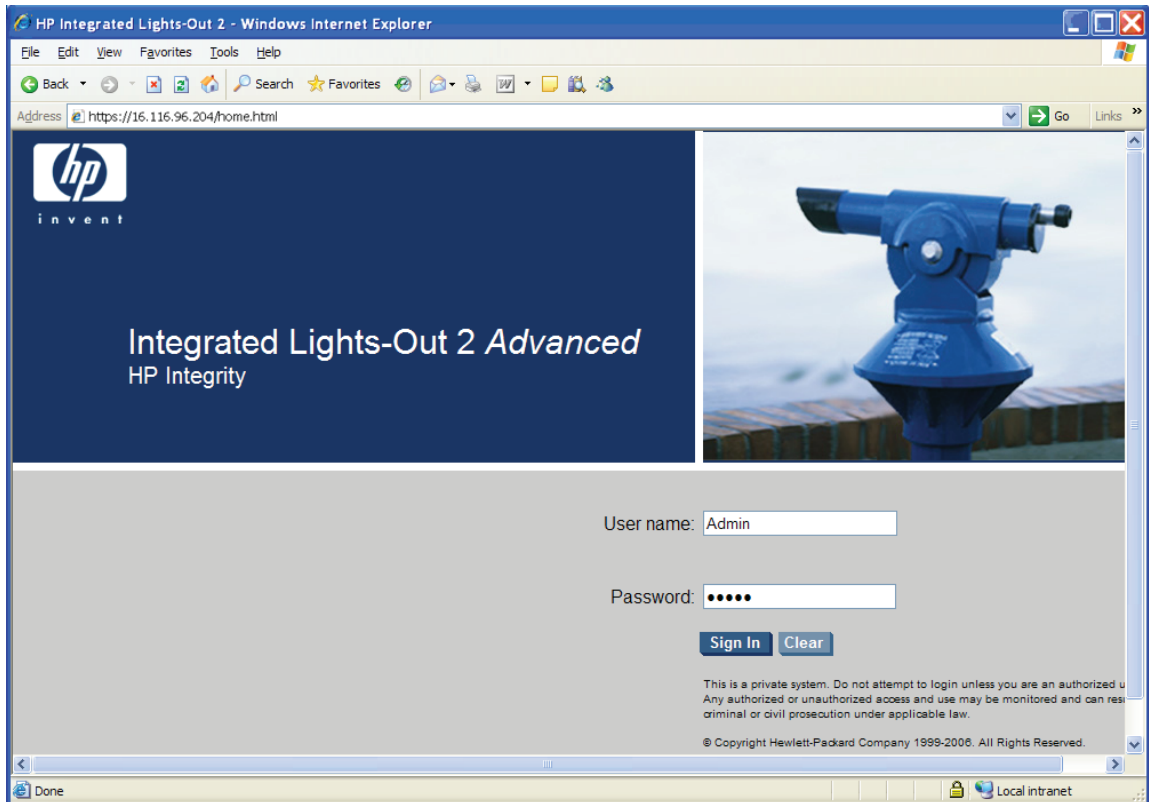 HP Integrated Lights-Out 2 - Windows Internet Explorer
File Edit View Favorites Tools Help
Back Search Favorites
Address https://16.116.96.204/home.html Go Links »
hp
invent
Integrated Lights-Out 2 Advanced
HP Integrity
User name: Admin
Password: •••••
Sign In Clear
This is a private system. Do not attempt to login unless you are an authorized u
Any authorized or unauthorized access and use may be monitored and can res
criminal or civil prosecution under applicable law.
© Copyright Hewlett-Packard Company 1999-2006. All Rights Reserved.
Done Local intranet